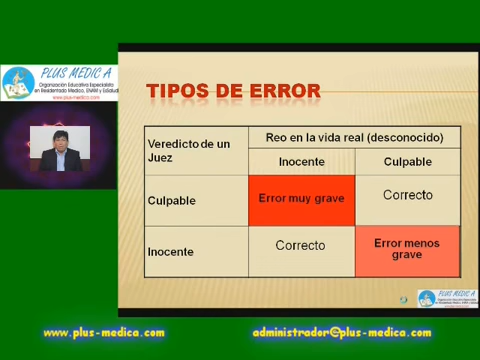 PLUS MEDIC A
Organización Educativa Especialista
en Residentado Medico, ENAM y EsSalud
www.plus-medica.com
TIPOS DE ERROR
Veredicto de un
Juez
Reo en la vida real (desconocido)
Inocente
Culpable
Culpable
Error muy grave
Correcto
Inocente
Correcto
Error menos
grave
PLUS MEDIC A
www.plus-medica.com
administrador@plus-medica.com